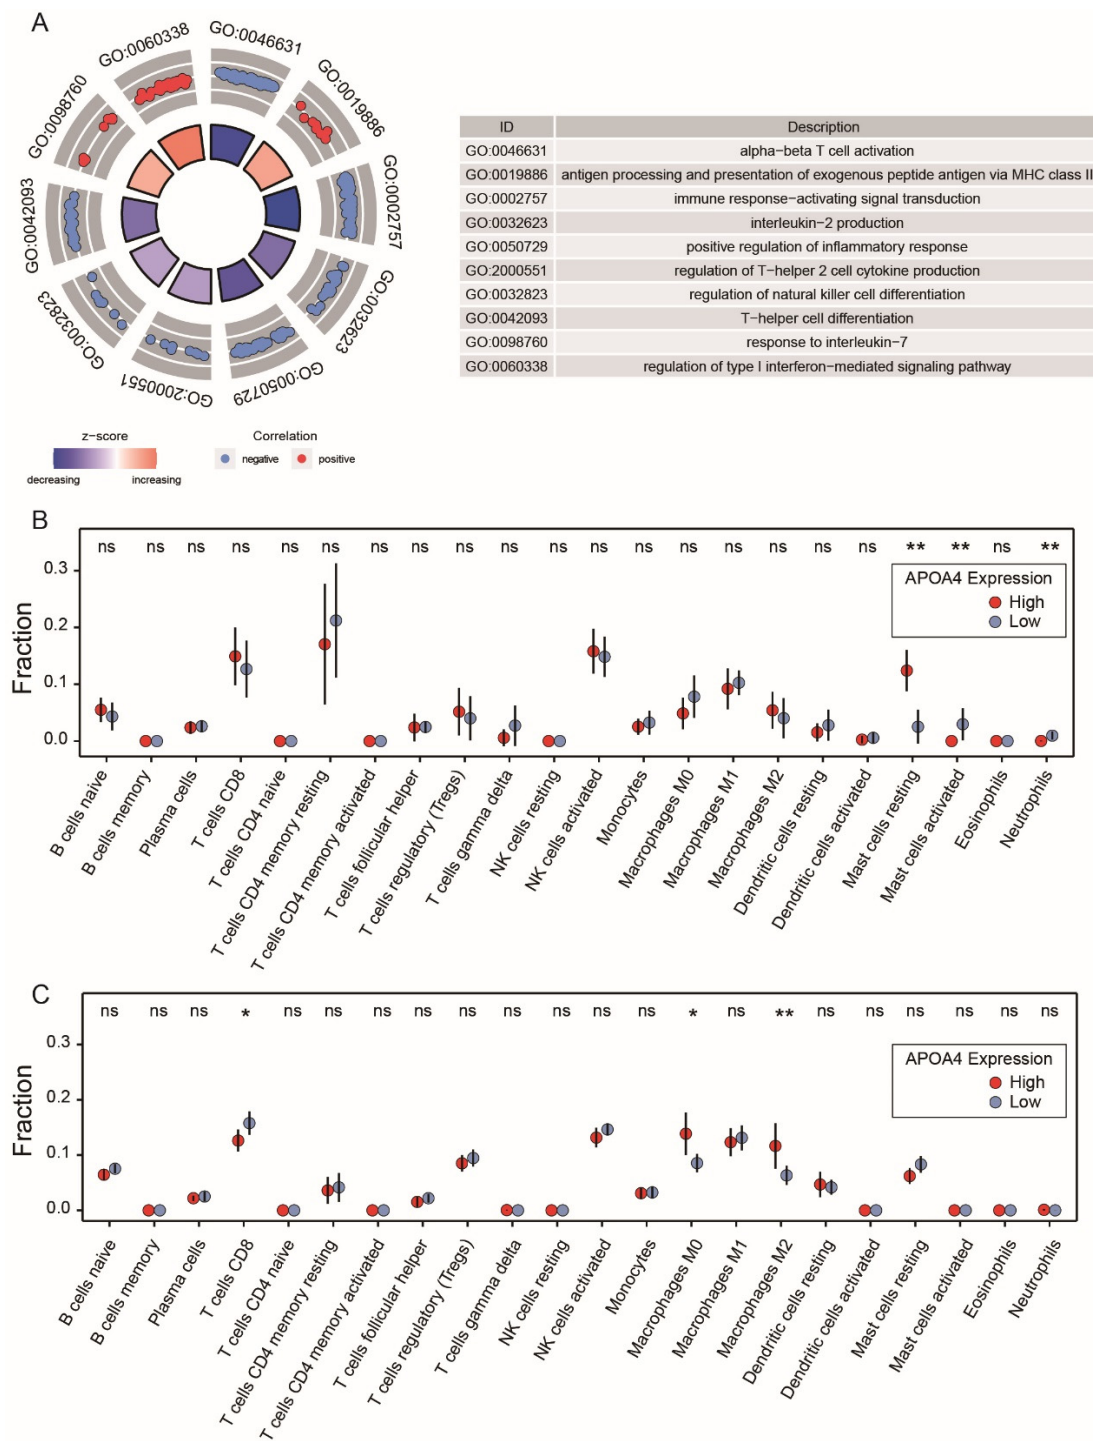 A
GO:0060338
GO:0046631
GO:0098760
GO:0019886
GO:0042093
GO:0002757
GO:0032823
GO:0032623
GO:2000551
GO:0050729
z-score
decreasing
increasing
Correlation
negative
positive
ID Description
GO:0046631 alpha-beta T cell activation
GO:0019886 antigen processing and presentation of exogenous peptide antigen via MHC class II
GO:0002757 immune response-activating signal transduction
GO:0032623 interleukin-2 production
GO:0050729 positive regulation of inflammatory response
GO:2000551 regulation of T-helper 2 cell cytokine production
GO:0032823 regulation of natural killer cell differentiation
GO:0042093 T-helper cell differentiation
GO:0098760 response to interleukin-7
GO:0060338 regulation of type I interferon-mediated signaling pathway
B
ns ns ns ns ns ns ns ns ns ns ns ns ns ns ns ns ns ns ** ** ns **
Fraction
0.3
0.2
0.1
0.0
APOA4 Expression
High
Low
B cells naive
B cells memory
Plasma cells
T cells CD8
T cells CD4 naive
T cells CD4 memory resting
T cells CD4 memory activated
T cells follicular helper
T cells regulatory (Tregs)
T cells gamma delta
NK cells resting
NK cells activated
Monocytes
Macrophages M0
Macrophages M1
Macrophages M2
Dendritic cells resting
Dendritic cells activated
Mast cells resting
Mast cells activated
Eosinophils
Neutrophils
C
ns ns ns * ns ns ns ns ns ns ns ns ns * ns ** ns ns ns ns ns ns
Fraction
0.3
0.2
0.1
0.0
APOA4 Expression
High
Low
B cells naive
B cells memory
Plasma cells
T cells CD8
T cells CD4 naive
T cells CD4 memory resting
T cells CD4 memory activated
T cells follicular helper
T cells regulatory (Tregs)
T cells gamma delta
NK cells resting
NK cells activated
Monocytes
Macrophages M0
Macrophages M1
Macrophages M2
Dendritic cells resting
Dendritic cells activated
Mast cells resting
Mast cells activated
Eosinophils
Neutrophils